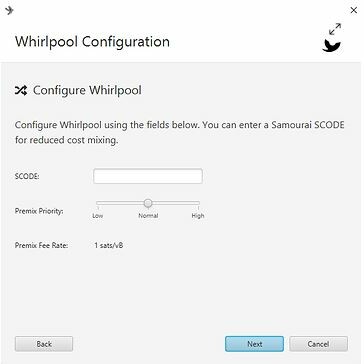 Whirlpool Configuration
Configure Whirlpool
Configure Whirlpool using the fields below. You can enter a Samourai SCODE
for reduced cost mixing.
SCODE:
Premix Priority:
Low Normal High
Premix Fee Rate: 1 sats/vB
Back Next Cancel